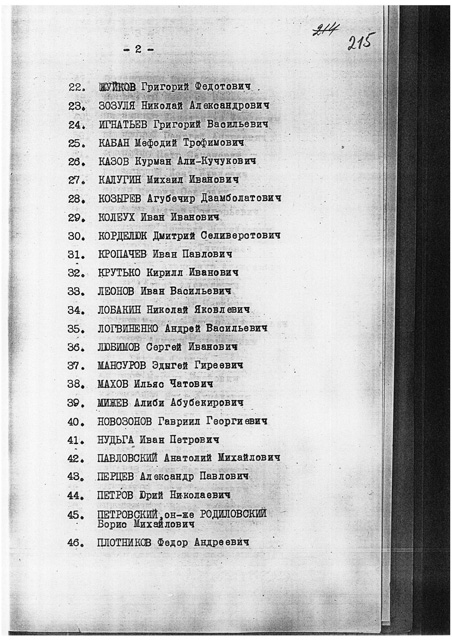 214
215
- 2 -
22. ЖУЙКОВ Григорий Федотович
23. ЗОЗУЛЯ Николай Александрович
24. ИГНАТЬЕВ Григорий Васильевич
25. КАВАН Мефодий Трофимович
26. КАЗОВ Курман Али-Кучукович
27. КАЛУГИН Михаил Иванович
28. КОЗЫРЕВ Агубечир Дзамболатович
29. КОЛЕУХ Иван Иванович
30. КОРДЕЛЮК Дмитрий Селиверстович
31. КРОПАЧЕВ Иван Павлович
32. КРУТЬКО Кирилл Иванович
33. ЛЕОНОВ Иван Васильевич
34. ЛОБАКИН Николай Яковлевич
35. ЛОГВИНЕНКО Андрей Васильевич
36. ЛЮБИМОВ Сергей Иванович
37. МАНСУРОВ Эдыгей Гиреевич
38. МАХОВ Ильяс Чатович
39. МИЖЕВ Алиби Абубекирович
40. НОВОЗОНОВ Гавриил Георгиевич
41. НУДЬГА Иван Петрович
42. ПАВЛОВСКИЙ Анатолий Михайлович
43. ПЕРЦЕВ Александр Павлович
44. ПЕТРОВ Юрий Николаевич
45. ПЕТРОВСКИЙ,он-же РОДИЛОВСКИЙ
Борис Михайлович
46. ПЛОТНИКОВ Федор Андреевич